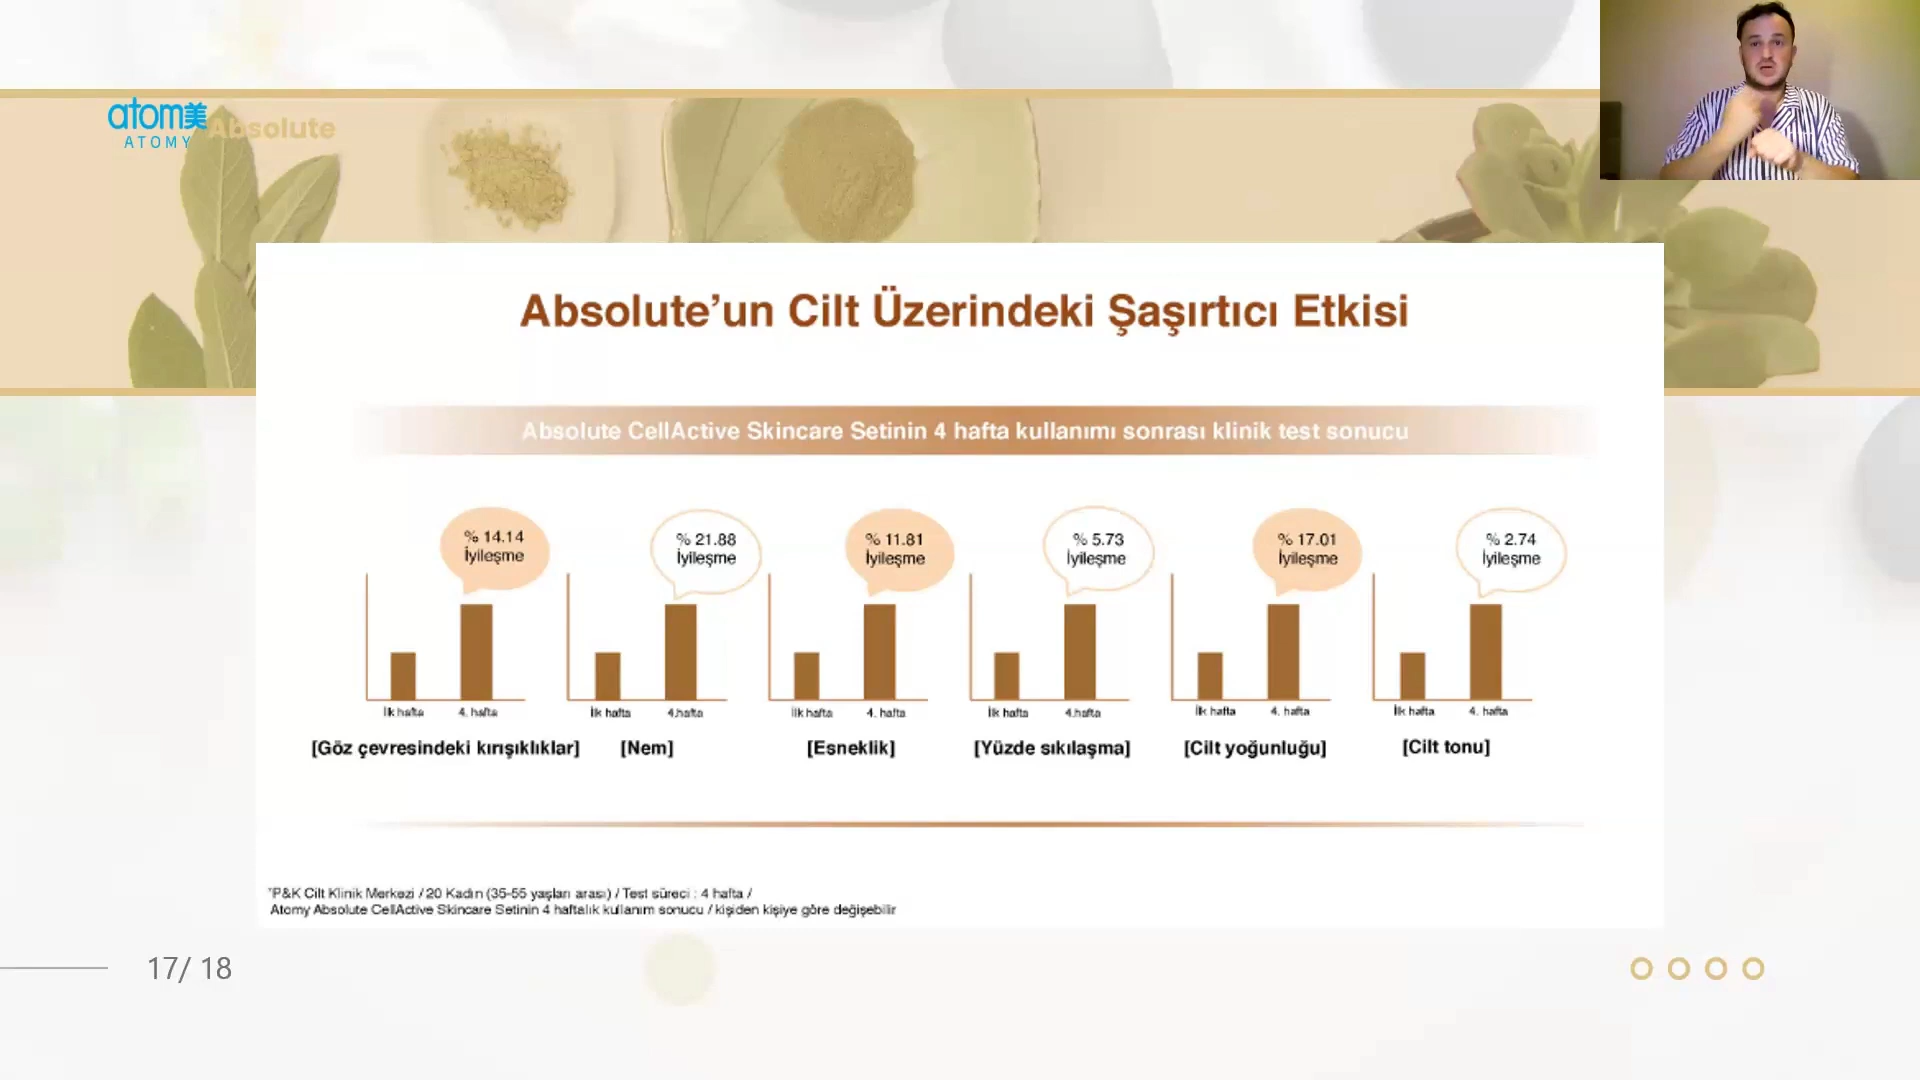 atom美
ATOMY
Absolute
Absolute’un Cilt Üzerindeki Şaşırtıcı Etkisi
Absolute CellActive Skincare Setinin 4 hafta kullanımı sonrası klinik test sonucu
% 14.14
İyileşme
% 21.88
İyileşme
% 11.81
İyileşme
% 5.73
İyileşme
% 17.01
İyileşme
% 2.74
İyileşme
İlk hafta 4. hafta
İlk hafta 4.hafta
İlk hafta 4. hafta
İlk hafta 4.hafta
İlk hafta 4. hafta
İlk hafta 4. hafta
[Göz çevresindeki kırışıklıklar] [Nem] [Esneklik] [Yüzde sıkılaşma] [Cilt yoğunluğu] [Cilt tonu]
*P&K Cilt Klinik Merkezi / 20 Kadın (35-55 yaşları arası) / Test süreci : 4 hafta /
Atomy Absolute CellActive Skincare Setinin 4 haftalık kullanım sonucu / kişiden kişiye göre değişebilir
17/ 18